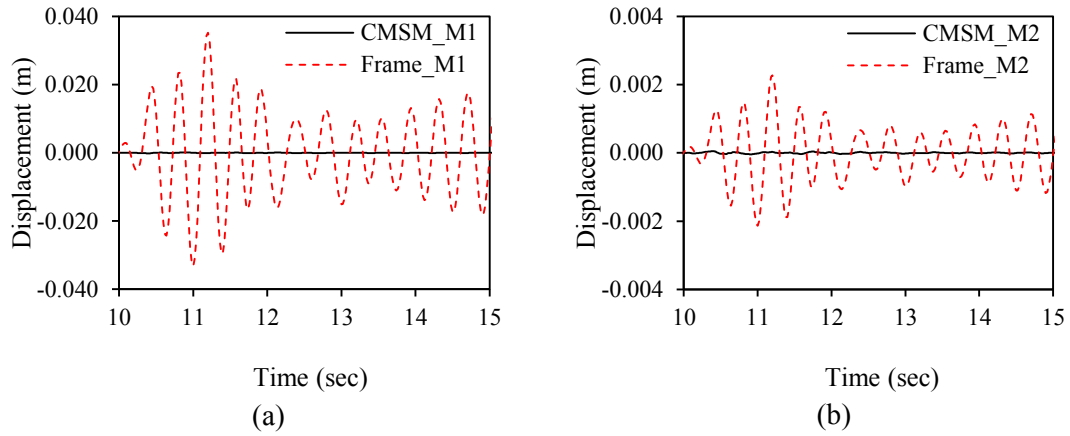 Displacement (m)
0.040
0.020
0.000
-0.020
-0.040
CMSM_M1
Frame_M1
10 11 12 13 14 15
Time (sec)
(a)
Displacement (m)
0.004
0.002
0.000
-0.002
-0.004
CMSM_M2
Frame_M2
10 11 12 13 14 15
Time (sec)
(b)